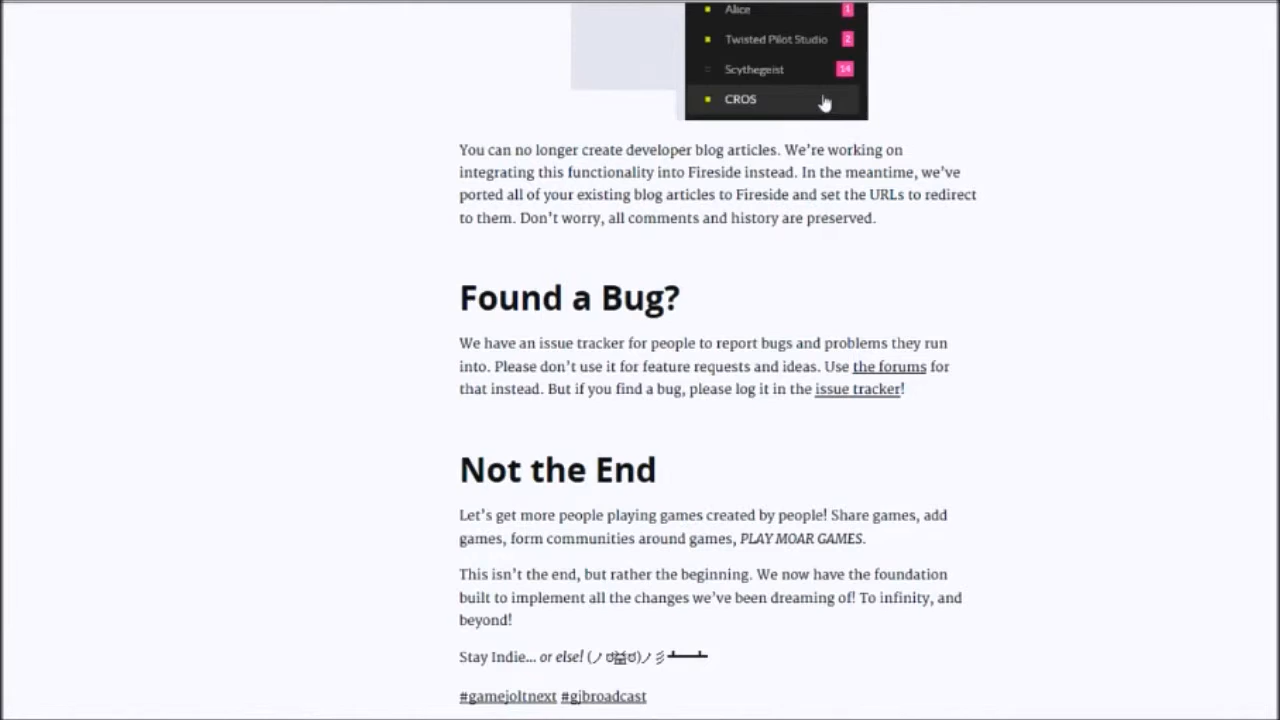 Alice 1
Twisted Pilot Studio 2
Scythegeist 14
CROS
You can no longer create developer blog articles. We're working on
integrating this functionality into Fireside instead. In the meantime, we've
ported all of your existing blog articles to Fireside and set the URLs to redirect
to them. Don't worry, all comments and history are preserved.
Found a Bug?
We have an issue tracker for people to report bugs and problems they run
into. Please don't use it for feature requests and ideas. Use the forums for
that instead. But if you find a bug, please log it in the issue tracker!
Not the End
Let's get more people playing games created by people! Share games, add
games, form communities around games, PLAY MOAR GAMES.
This isn't the end, but rather the beginning. We now have the foundation
built to implement all the changes we've been dreaming of! To infinity, and
beyond!
Stay Indie... or else! (ノಠ益ಠ)ノ彡┻━┻
#gamejoltnext #gjbroadcast